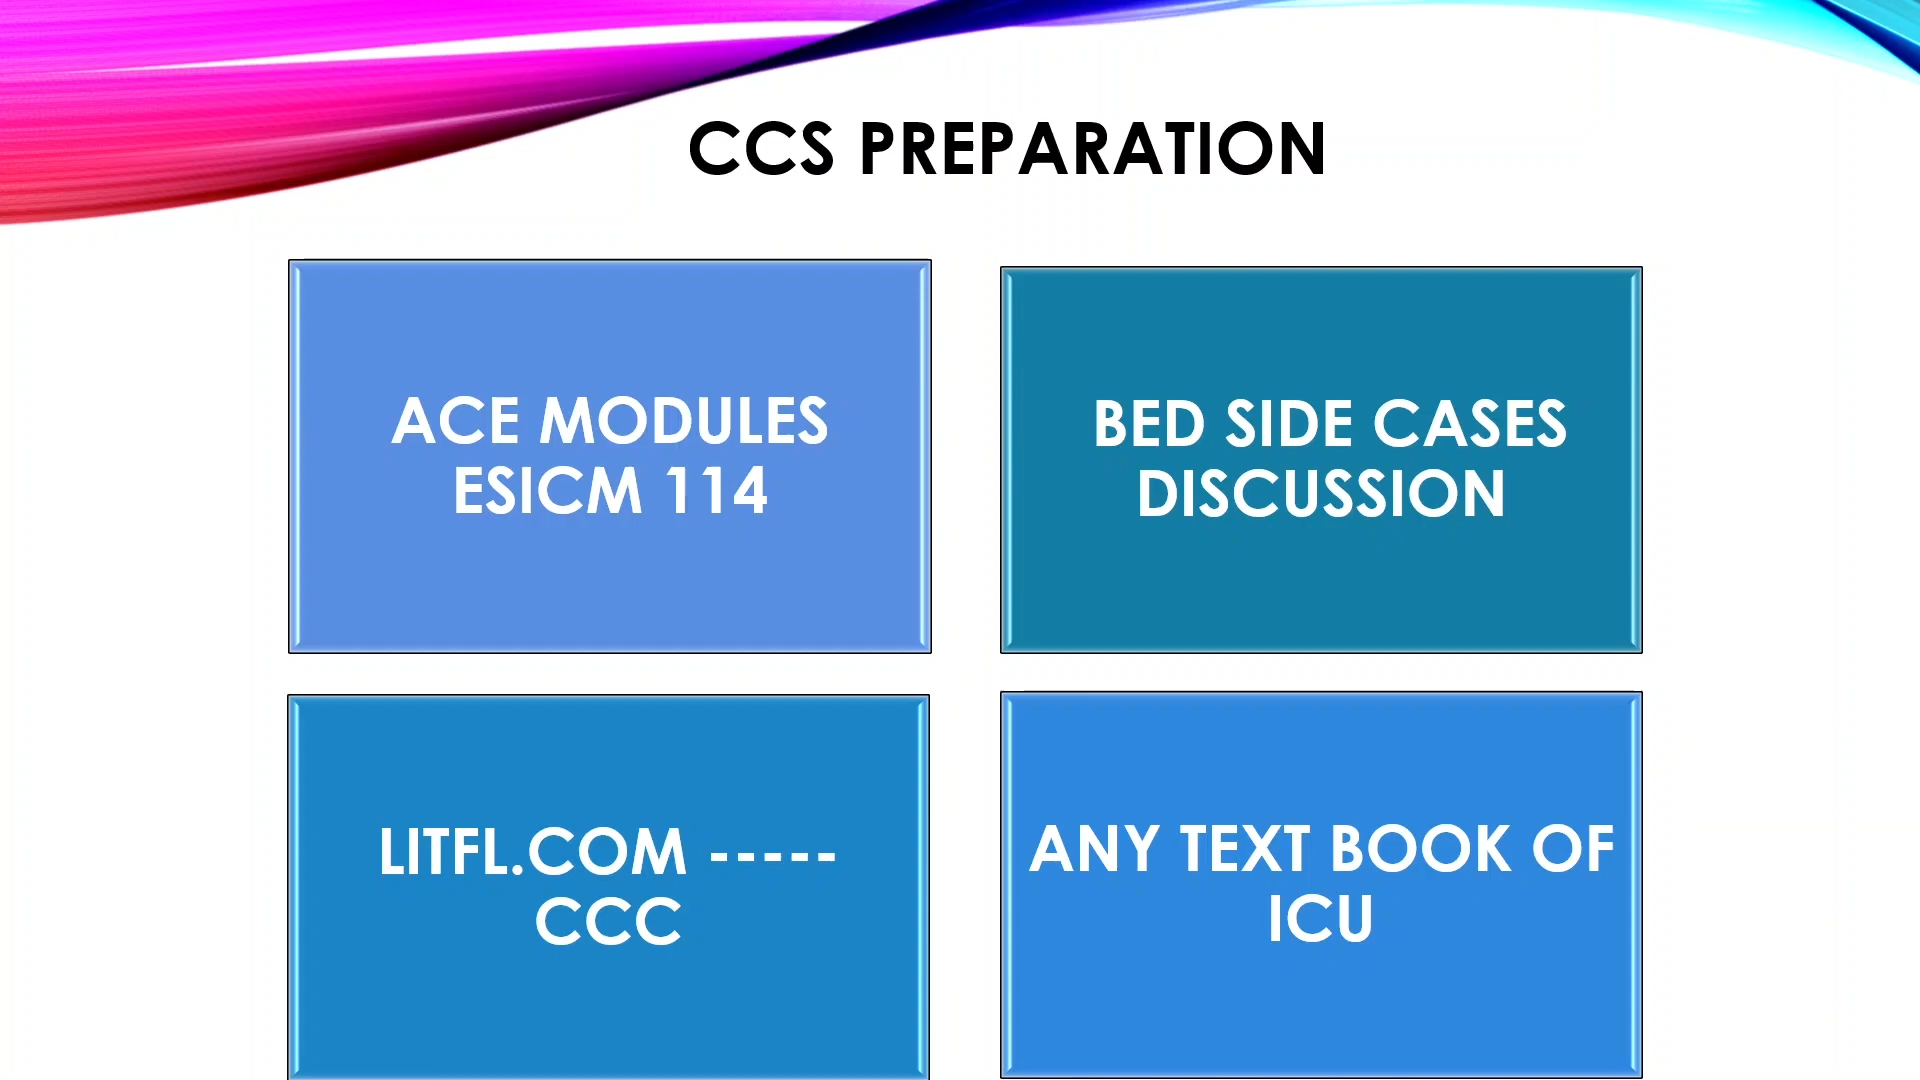 CCS PREPARATION
ACE MODULES
ESICM 114
BED SIDE CASES
DISCUSSION
LITFL.COM -----
CCC
ANY TEXT BOOK OF
ICU